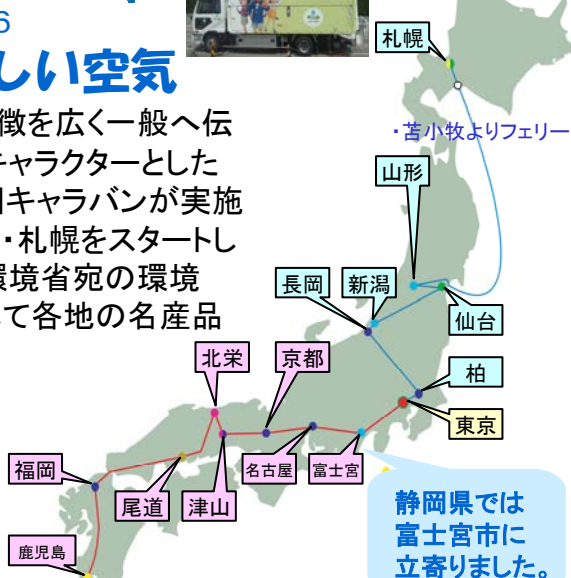 6
しい空気
徴を広く一般へ伝
キャラクターとした
キャラバンが実施
・札幌をスタートし
環境省宛の環境
て各地の名産品
札幌
・苫小牧よりフェリー
山形
長岡
新潟
仙台
柏
東京
北栄
京都
名古屋
富士宮
福岡
尾道
津山
鹿児島
静岡県では
富士宮市に
立寄りました。